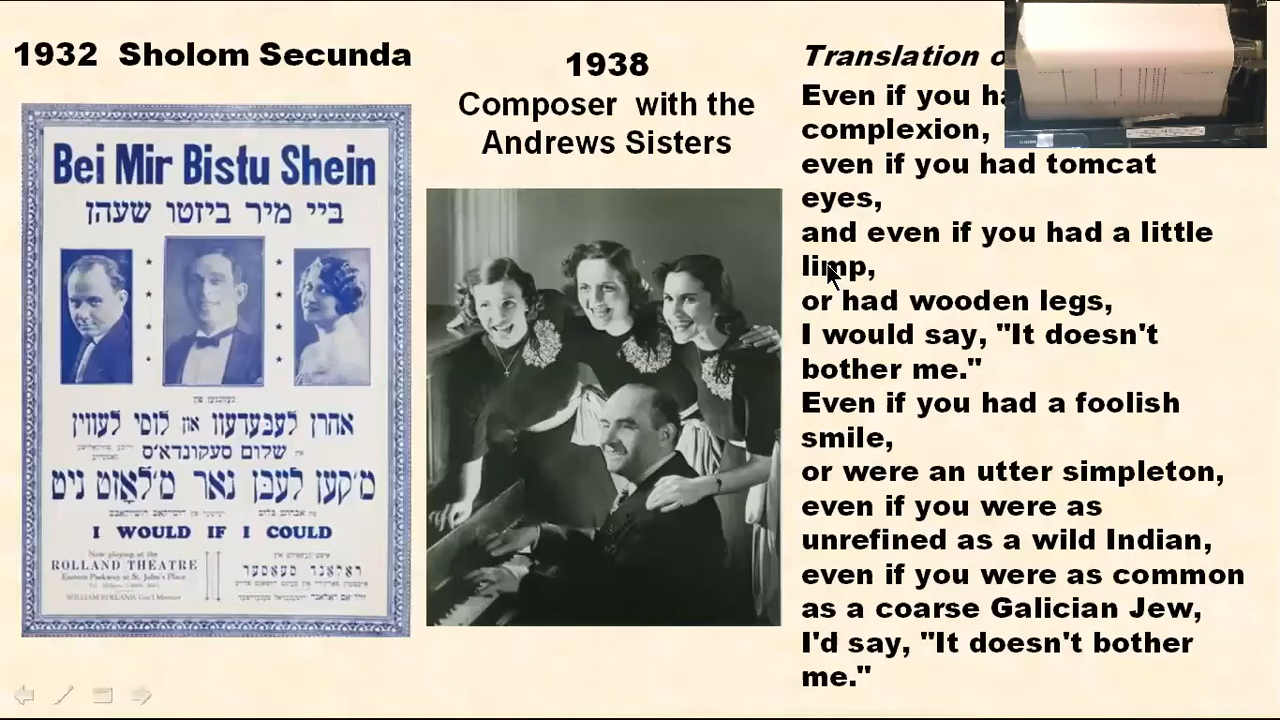 1932 Sholom Secunda
Bei Mir Bistu Shein
ביי מיר ביזטו שעהן
אהרן לעבעדעוו און לוסי לעווין
שלום סעקונדא'ס
מ'קען לעבן נאר מ'לאָזט ניט
I WOULD IF I COULD
Now playing at the
ROLLAND THEATRE
Eastern Parkway at St. John's Place
WILLIAM ROLLAND, Gen'l Manager
ראָלאַנד טעאַטער
1938
Composer with the
Andrews Sisters
Translation o
Even if you ha
complexion,
even if you had tomcat
eyes,
and even if you had a little
limp,
or had wooden legs,
I would say, "It doesn't
bother me."
Even if you had a foolish
smile,
or were an utter simpleton,
even if you were as
unrefined as a wild Indian,
even if you were as common
as a coarse Galician Jew,
I'd say, "It doesn't bother
me."